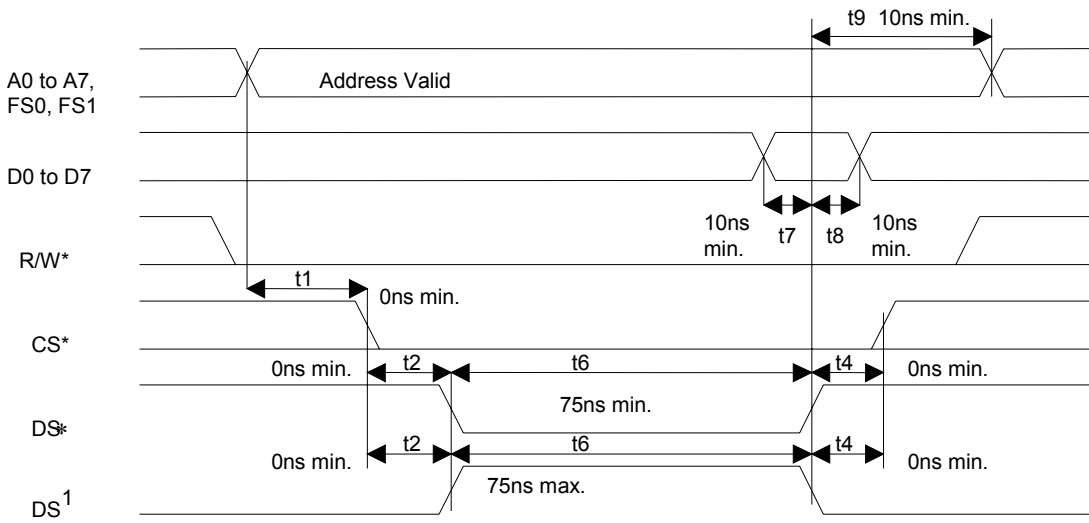 t9 10ns min.
A0 to A7,
FS0, FS1
Address Valid
D0 to D7
10ns
min.
t7
t8
10ns
min.
R/W*
t1
0ns min.
CS*
0ns min.
t2
t6
t4
0ns min.
75ns min.
DS*
0ns min.
t2
t6
t4
0ns min.
75ns max.
DS1